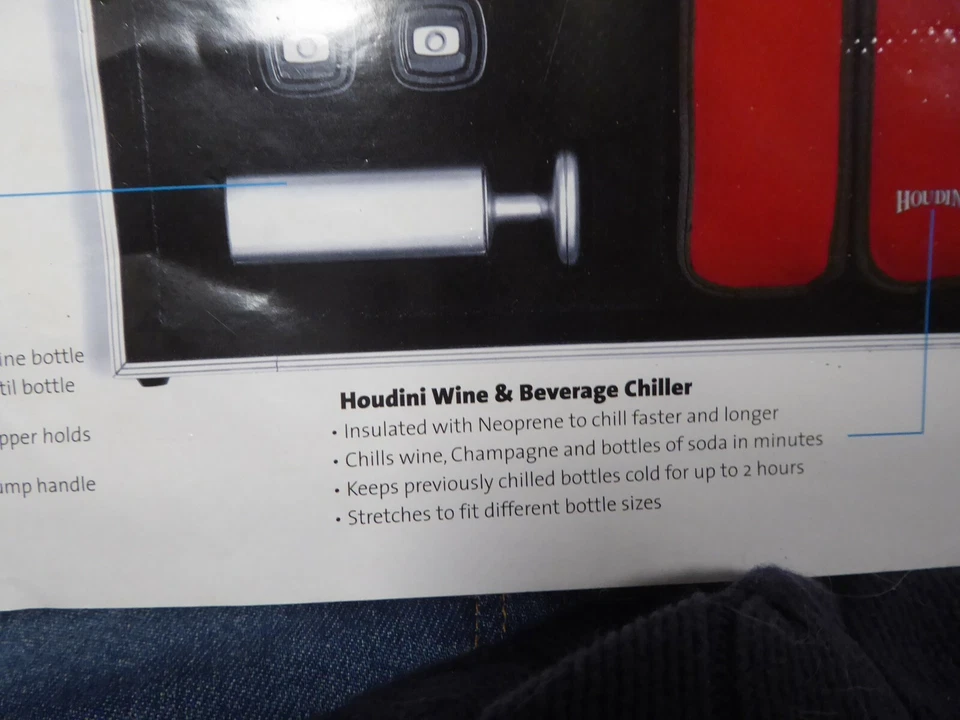 HOUDIN
ine bottle
til bottle
pper holds
ump handle
Houdini Wine & Beverage Chiller
• Insulated with Neoprene to chill faster and longer
• Chills wine, Champagne and bottles of soda in minutes
• Keeps previously chilled bottles cold for up to 2 hours
• Stretches to fit different bottle sizes